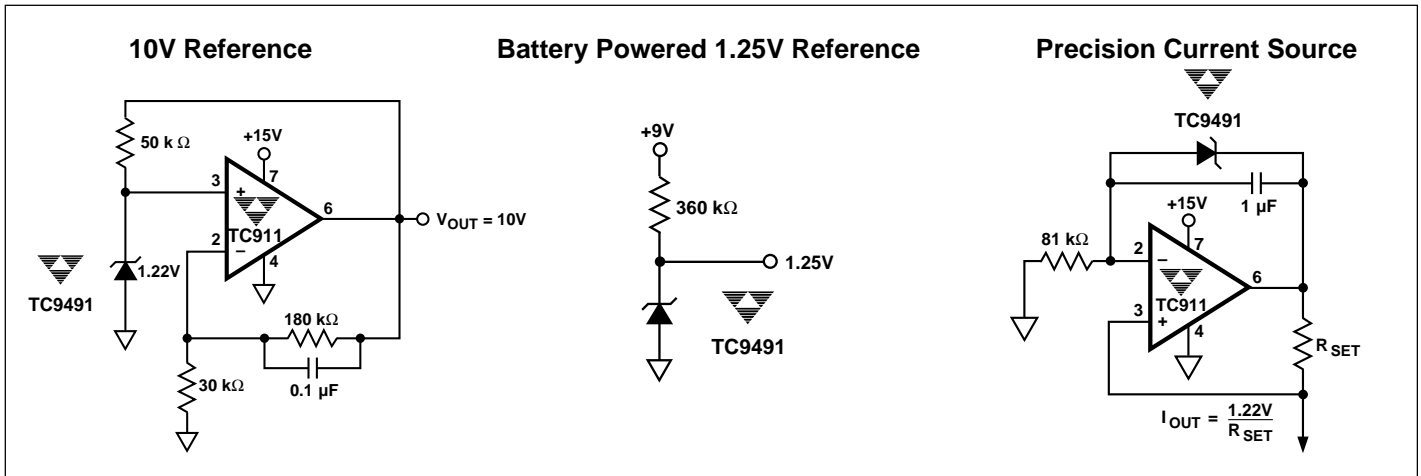 10V Reference
50 k Ω
+15V
7
3
+
TC911
6
VOUT = 10V
2
–
4
1.22V
TC9491
180 kΩ
0.1 µF
30 kΩ
Battery Powered 1.25V Reference
+9V
360 kΩ
1.25V
TC9491
Precision Current Source
TC9491
1 µF
+15V
7
81 kΩ
2
–
TC911
6
3
+
4
RSET
IOUT = 1.22V
RSET